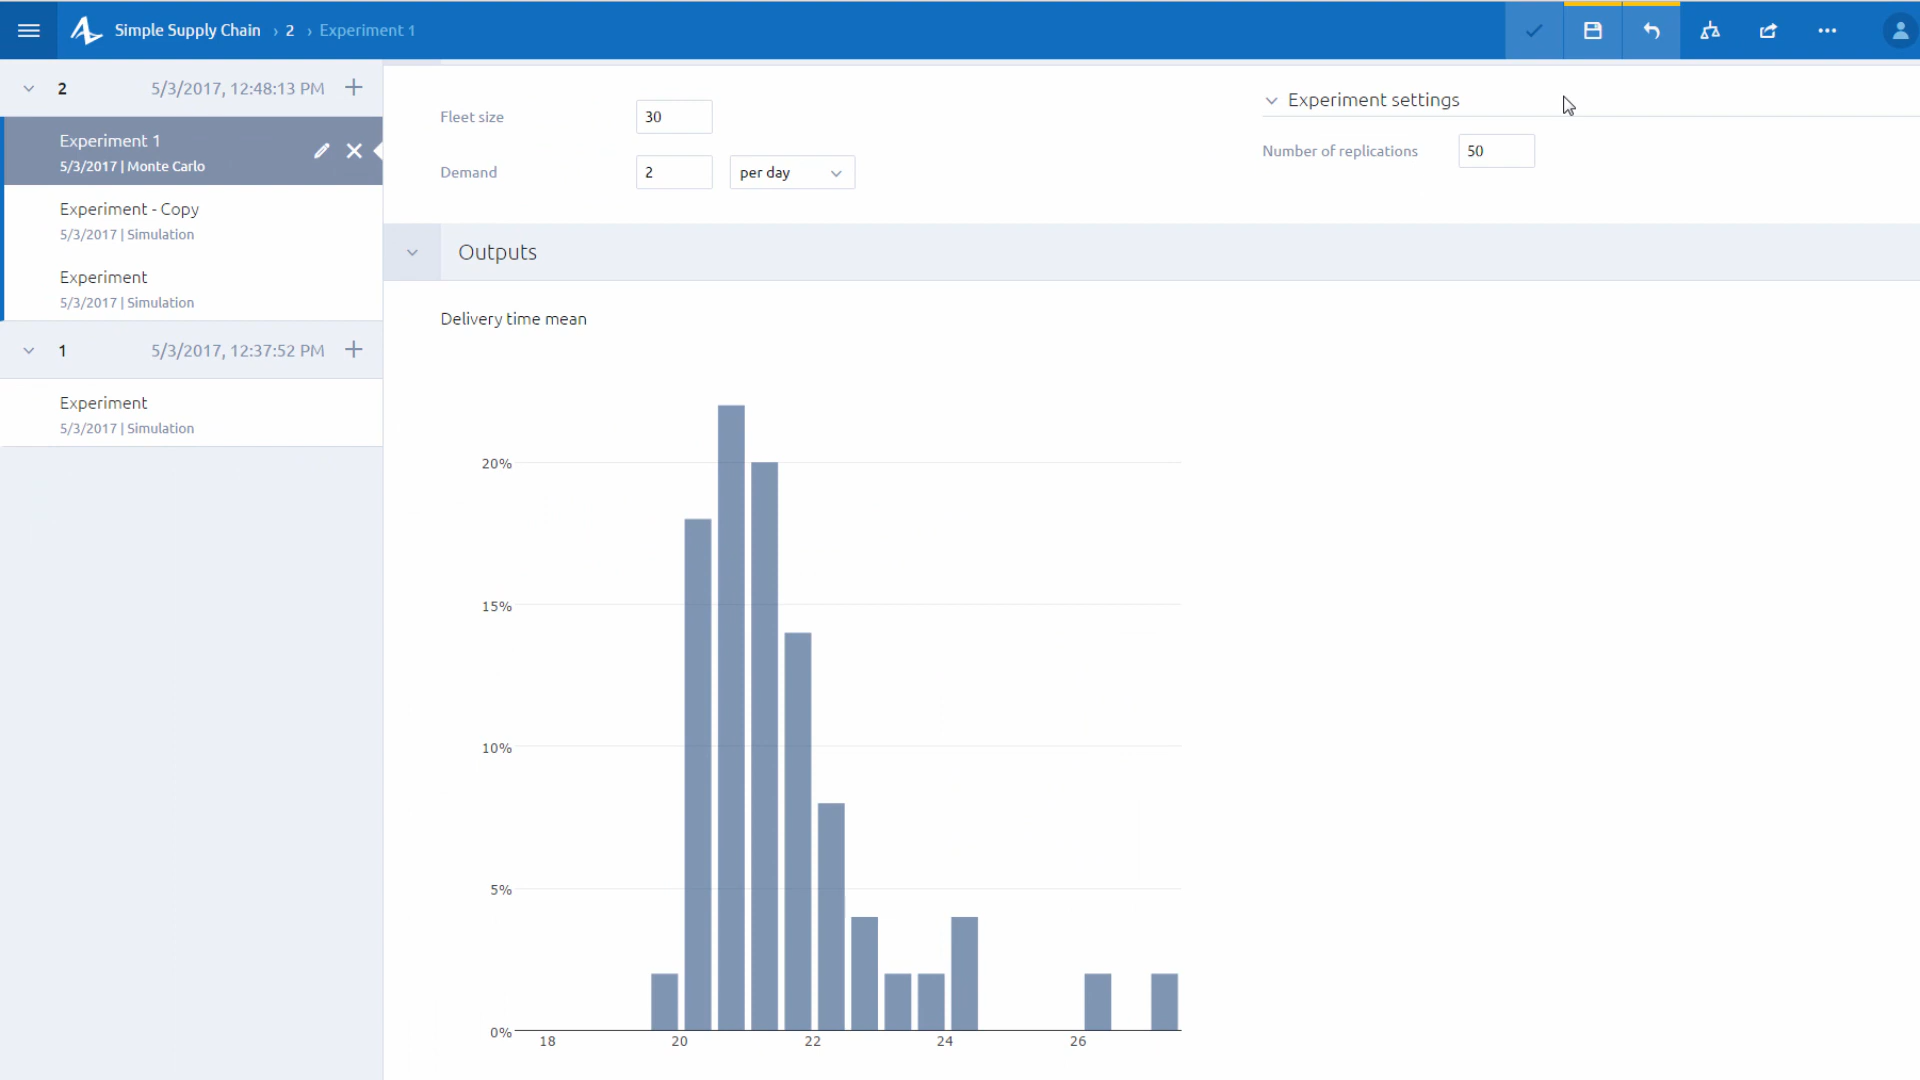 Simple Supply Chain › 2 › Experiment 1
2 5/3/2017, 12:48:13 PM
Experiment 1
5/3/2017 | Monte Carlo
Experiment - Copy
5/3/2017 | Simulation
Experiment
5/3/2017 | Simulation
1 5/3/2017, 12:37:52 PM
Experiment
5/3/2017 | Simulation
Fleet size 30
Demand 2 per day
Experiment settings
Number of replications 50
Outputs
Delivery time mean
20%
15%
10%
5%
0%
18 20 22 24 26